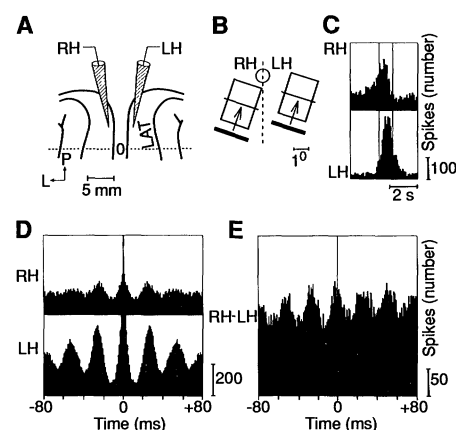 A
RH
LH
LAT
0
P
L
5 mm
B
RH
LH
1⁰
C
RH
LH
Spikes (number)
100
2 s
D
RH
LH
200
-80
0
+80
Time (ms)
E
RH-LH
Spikes (number)
50
-80
0
+80
Time (ms)